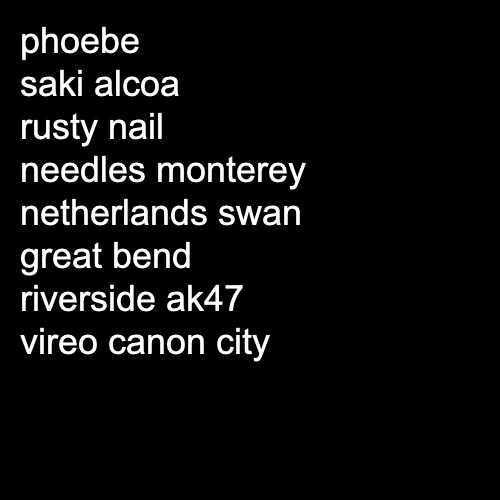 phoebe
saki alcoa
rusty nail
needles monterey
netherlands swan
great bend
riverside ak47
vireo canon city